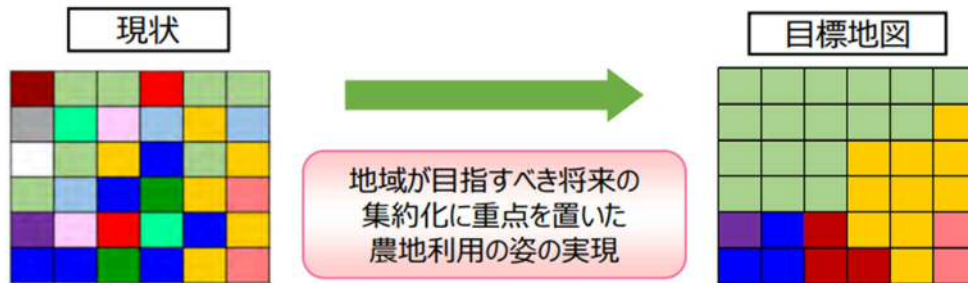 現状
目標地図
地域が目指すべき将来の
集約化に重点を置いた
農地利用の姿の実現